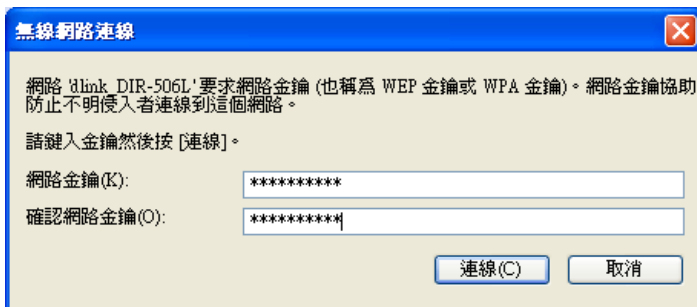 無線網路連線
網路 'dlink_DIR-506L' 要求網路金鑰 (也稱為 WEP 金鑰或 WPA 金鑰)。網路金鑰協助
防止不明侵入者連線到這個網路。
請鍵入金鑰然後按 [連線]。
網路金鑰(K): **********
確認網路金鑰(O): **********
連線(C) 取消